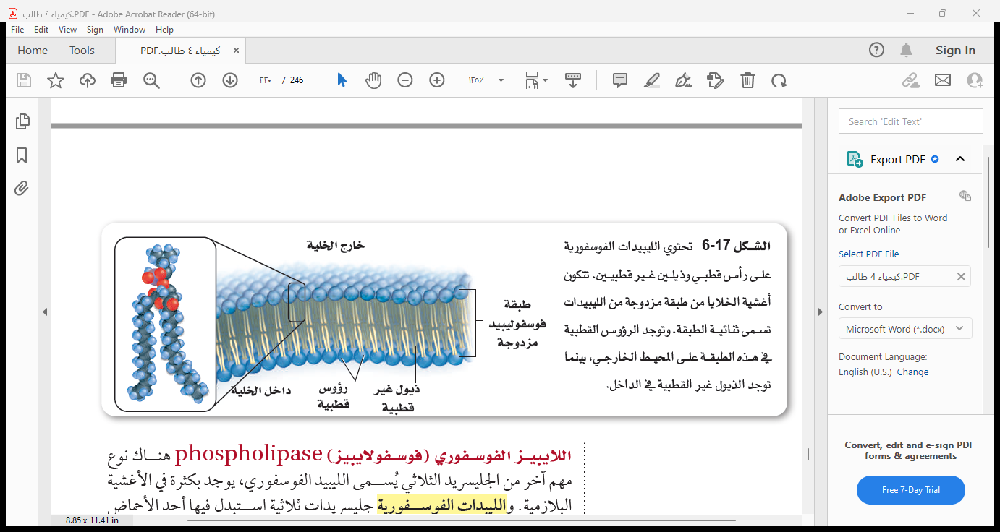 كيمياء ٤ طالب.PDF - Adobe Acrobat Reader (64-bit)
File Edit View Sign Window Help
Home Tools كيمياء ٤ طالب.PDF × Sign In
٢٢٠ / 246 ١٢٥٪
الشكل 17-6 تحتوي الليبيدات الفوسفورية
على رأس قطبي وذيلين غير قطبيين. تتكون
أغشية الخلايا من طبقة مزدوجة من الليبيدات
تسمى ثنائية الطبقة. وتوجد الرؤوس القطبية
في هذه الطبقة على المحيط الخارجي، بينما
توجد الذيول غير القطبية في الداخل.
خارج الخلية
طبقة
فوسفوليبيد
مزدوجة
ذيول غير
قطبية
رؤوس
قطبية
داخل الخلية
اللايبيز الفوسفوري (فوسفولايبيز) phospholipase هناك نوع
مهم آخر من الجليسريد الثلاثي يُسمى الليبيد الفوسفوري، يوجد بكثرة في الأغشية
البلازمية. والليبدات الفوسفورية جليسريدات ثلاثية استبدل فيها أحد الأحماض
8.85 x 11.41 in
Search 'Edit Text'
Export PDF
Adobe Export PDF
Convert PDF Files to Word
or Excel Online
Select PDF File
كيمياء 4 طالب.PDF
Convert to
Microsoft Word (*.docx)
Document Language:
English (U.S.) Change
Convert, edit and e-sign PDF
forms & agreements
Free 7-Day Trial